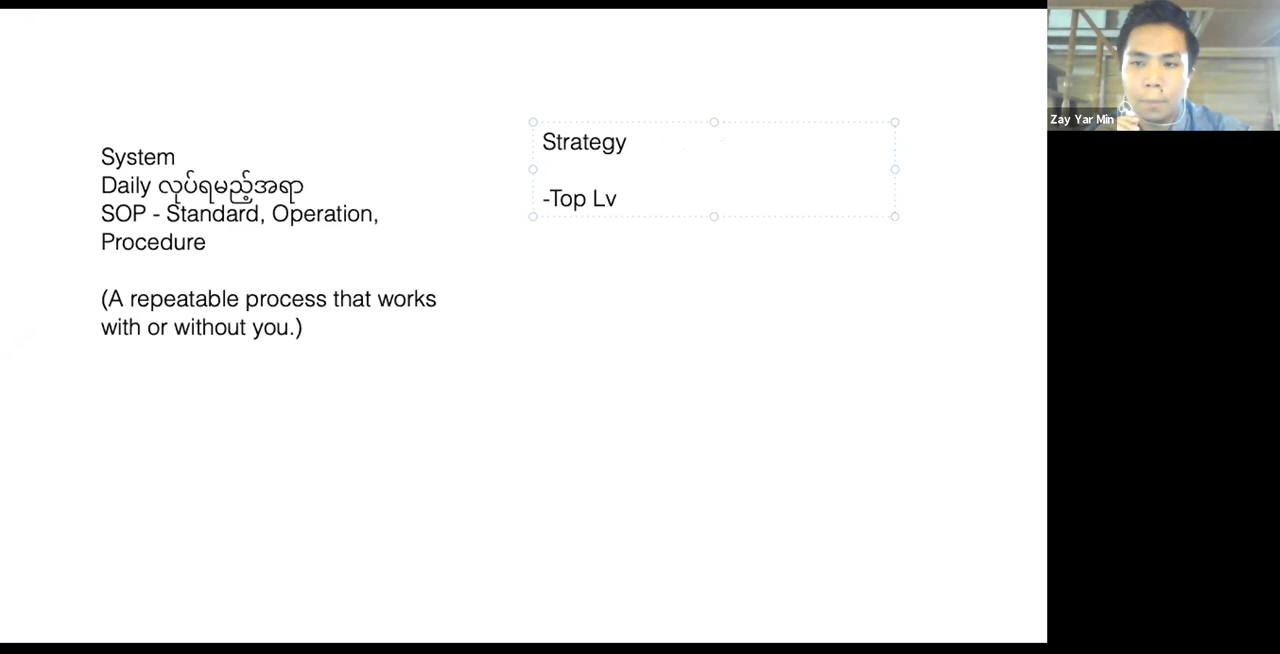 System
Daily လုပ်ရမည့်အရာ
SOP - Standard, Operation,
Procedure
(A repeatable process that works
with or without you.)
Strategy
-Top Lv
Zay Yar Min